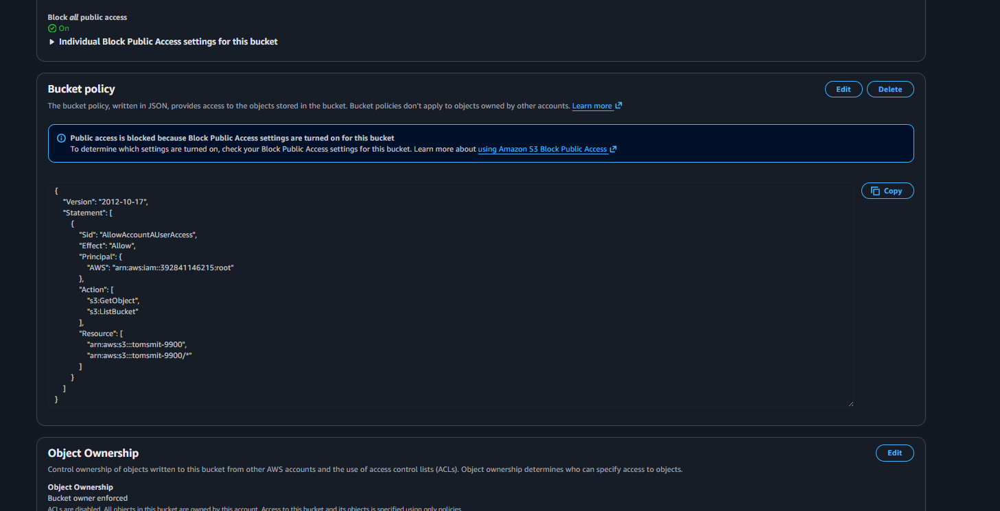 Block all public access
On
Individual Block Public Access settings for this bucket
Bucket policy
Edit
Delete
The bucket policy, written in JSON, provides access to the objects stored in the bucket. Bucket policies don't apply to objects owned by other accounts. Learn more
Public access is blocked because Block Public Access settings are turned on for this bucket
To determine which settings are turned on, check your Block Public Access settings for this bucket. Learn more about using Amazon S3 Block Public Access
Copy
{
"Version": "2012-10-17",
"Statement": [
{
"Sid": "AllowAccountAUserAccess",
"Effect": "Allow",
"Principal": {
"AWS": "arn:aws:iam::392841146215:root"
},
"Action": [
"s3:GetObject",
"s3:ListBucket"
],
"Resource": [
"arn:aws:s3:::tomsmit-9900",
"arn:aws:s3:::tomsmit-9900/*"
]
}
]
}
Object Ownership
Edit
Control ownership of objects written to this bucket from other AWS accounts and the use of access control lists (ACLs). Object ownership determines who can specify access to objects.
Object Ownership
Bucket owner enforced
ACLs are disabled. All objects in this bucket are owned by this account. Access to this bucket and its objects is specified using only policies.